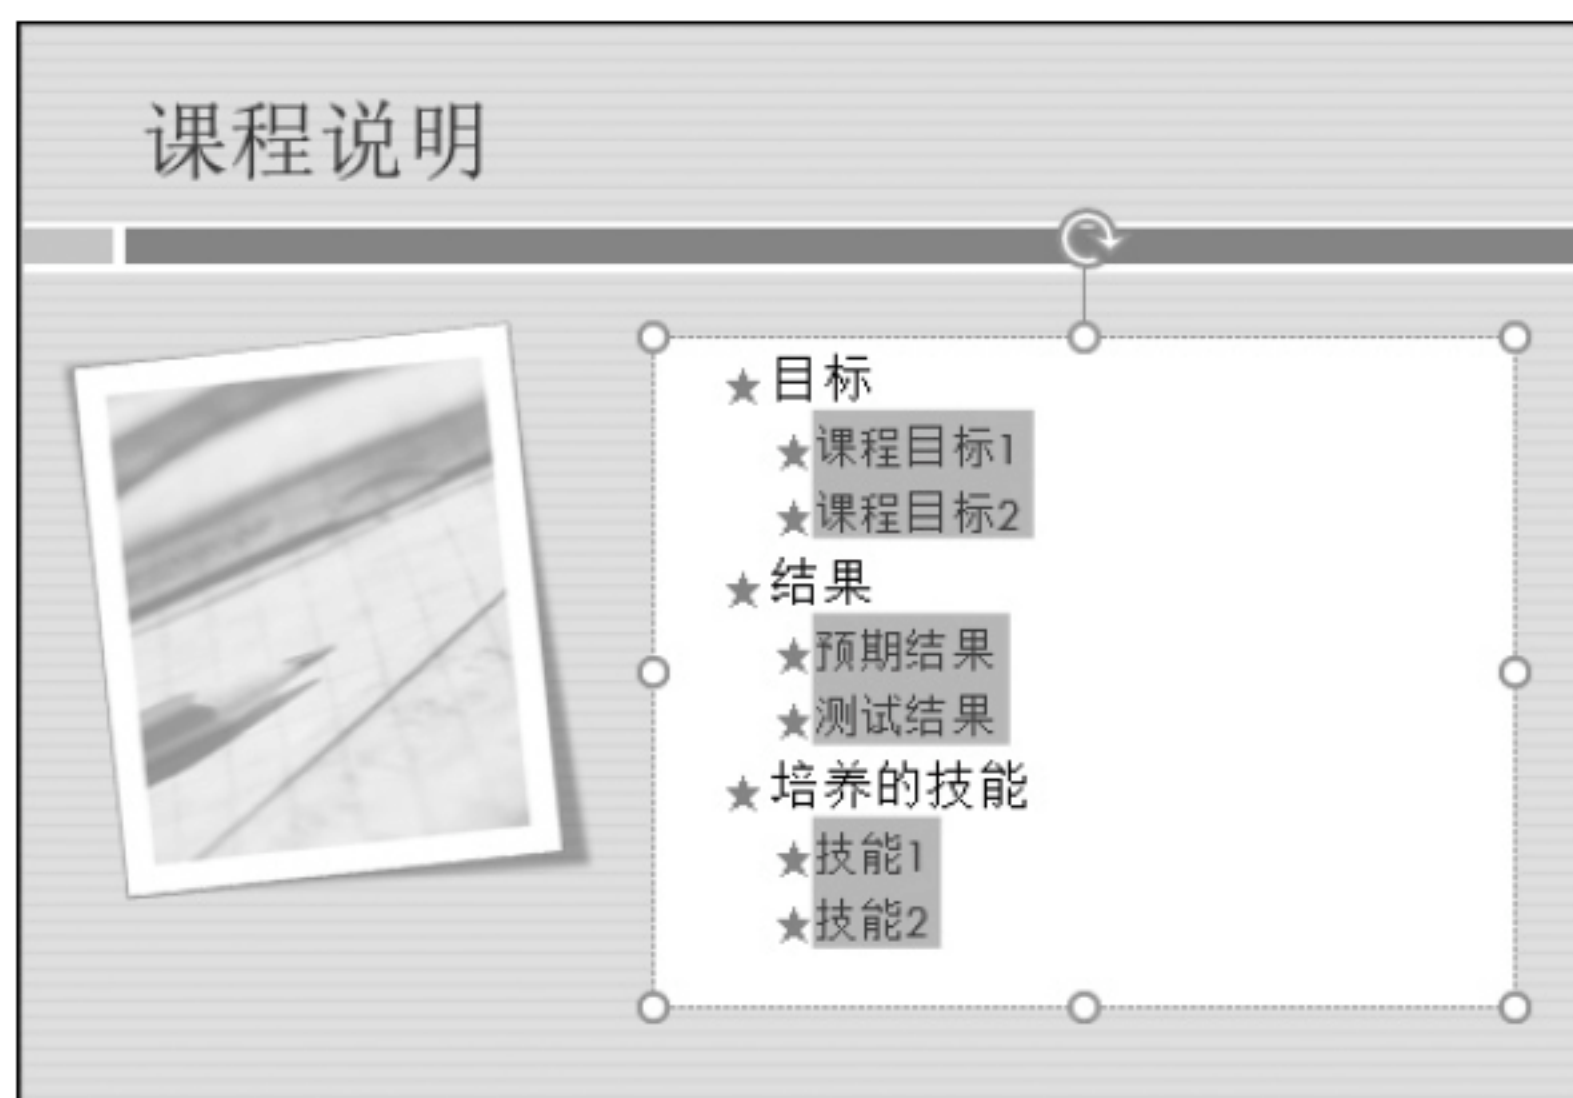 课程说明
目标
课程目标1
课程目标2
结果
预期结果
测试结果
培养的技能
技能1
技能2